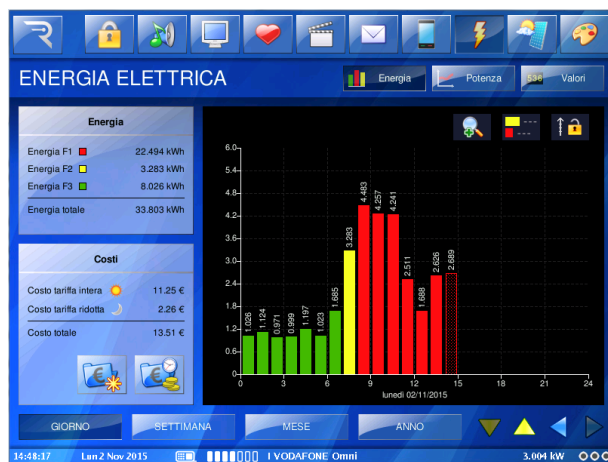 ENERGIA ELETTRICA
Energia
Potenza
536 Valori
Energia
Energia F1 22.494 kWh
Energia F2 3.283 kWh
Energia F3 8.026 kWh
Energia totale 33.803 kWh
Costi
Costo tariffa intera 11.25 €
Costo tariffa ridotta 2.26 €
Costo totale 13.51 €
6.0
5.4
4.8
4.2
3.6
3.0
2.4
1.8
1.2
0.6
0
1.026 1.124 0.971 0.999 1.197 1.023 1.685 3.283 4.483 4.257 4.241 2.511 1.688 2.626 2.689
0 3 6 9 12 15 18 21 24
lunedi 02/11/2015
GIORNO SETTIMANA MESE ANNO
14:48:17 Lun 2 Nov 2015 I VODAFONE Omni 3.004 kW